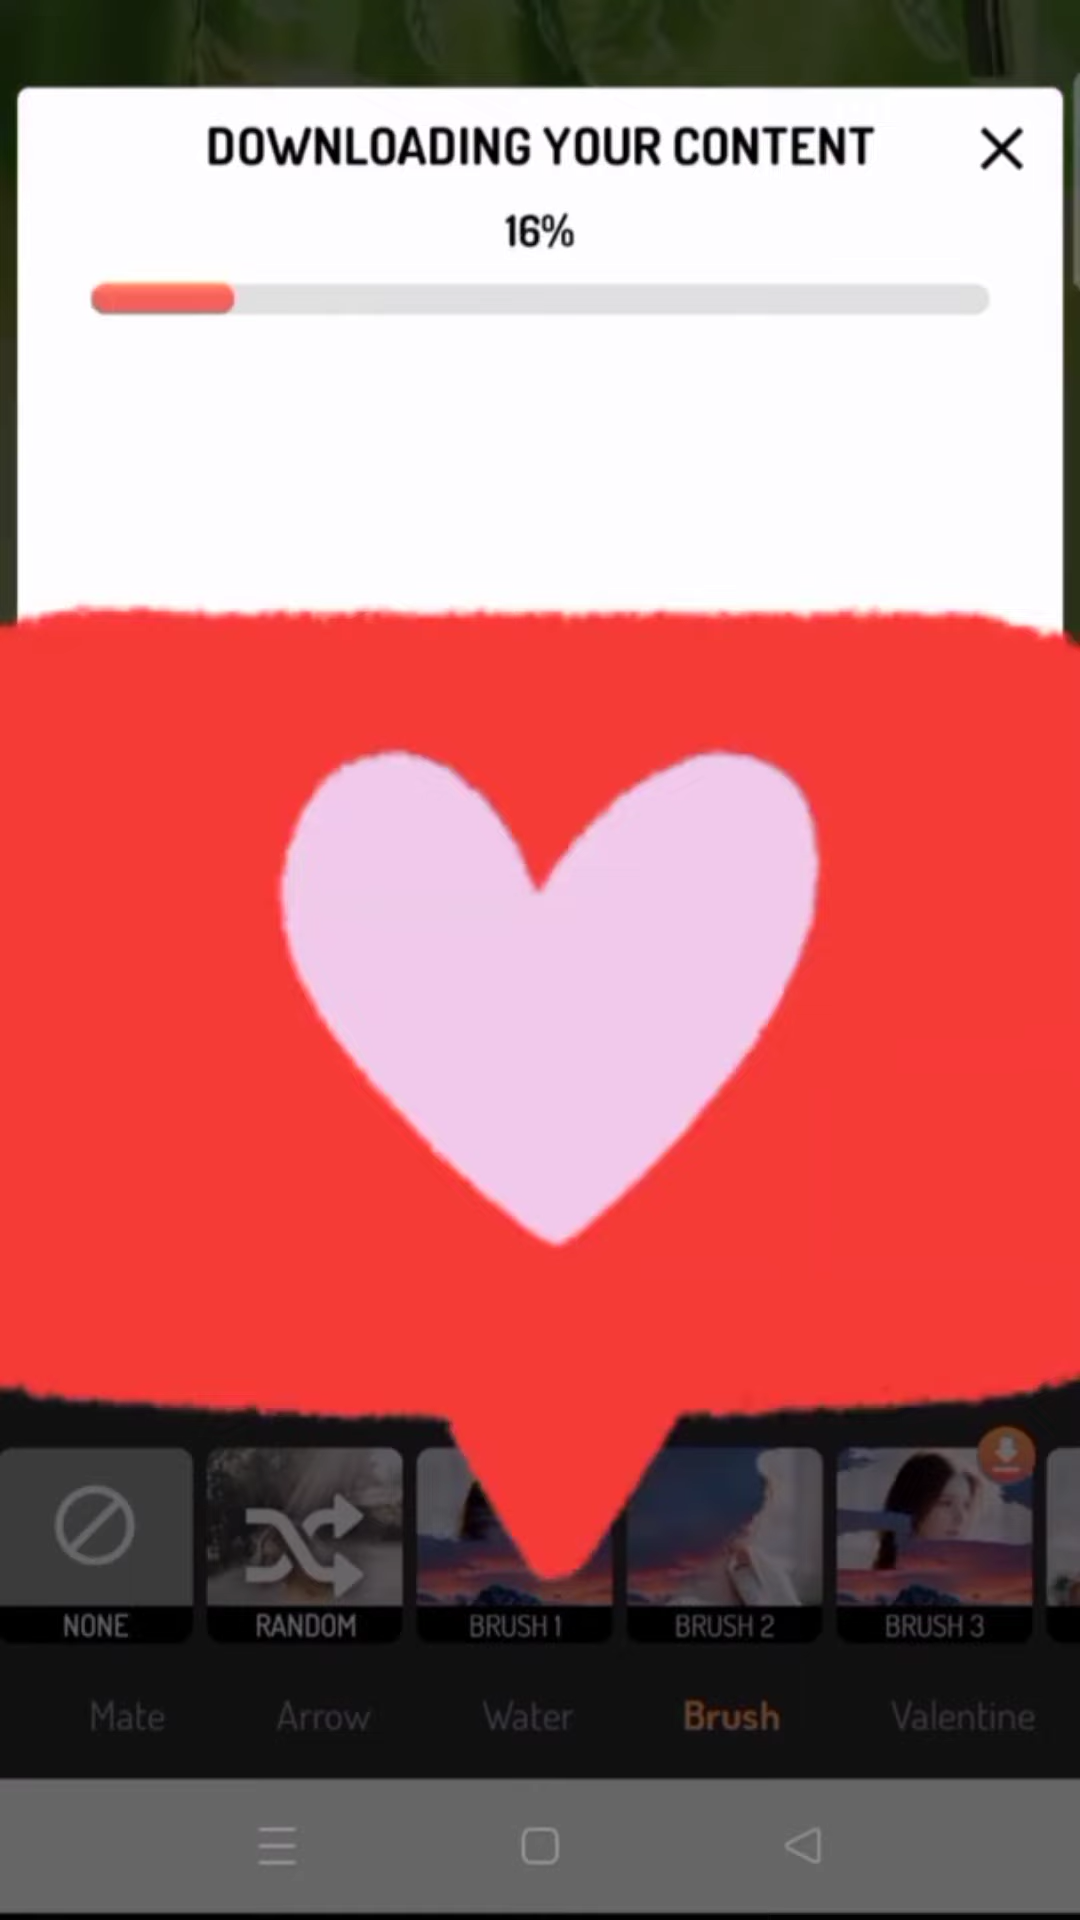 DOWNLOADING YOUR CONTENT
16%
NONE RANDOM BRUSH 1 BRUSH 2 BRUSH 3
Mate Arrow Water Brush Valentine